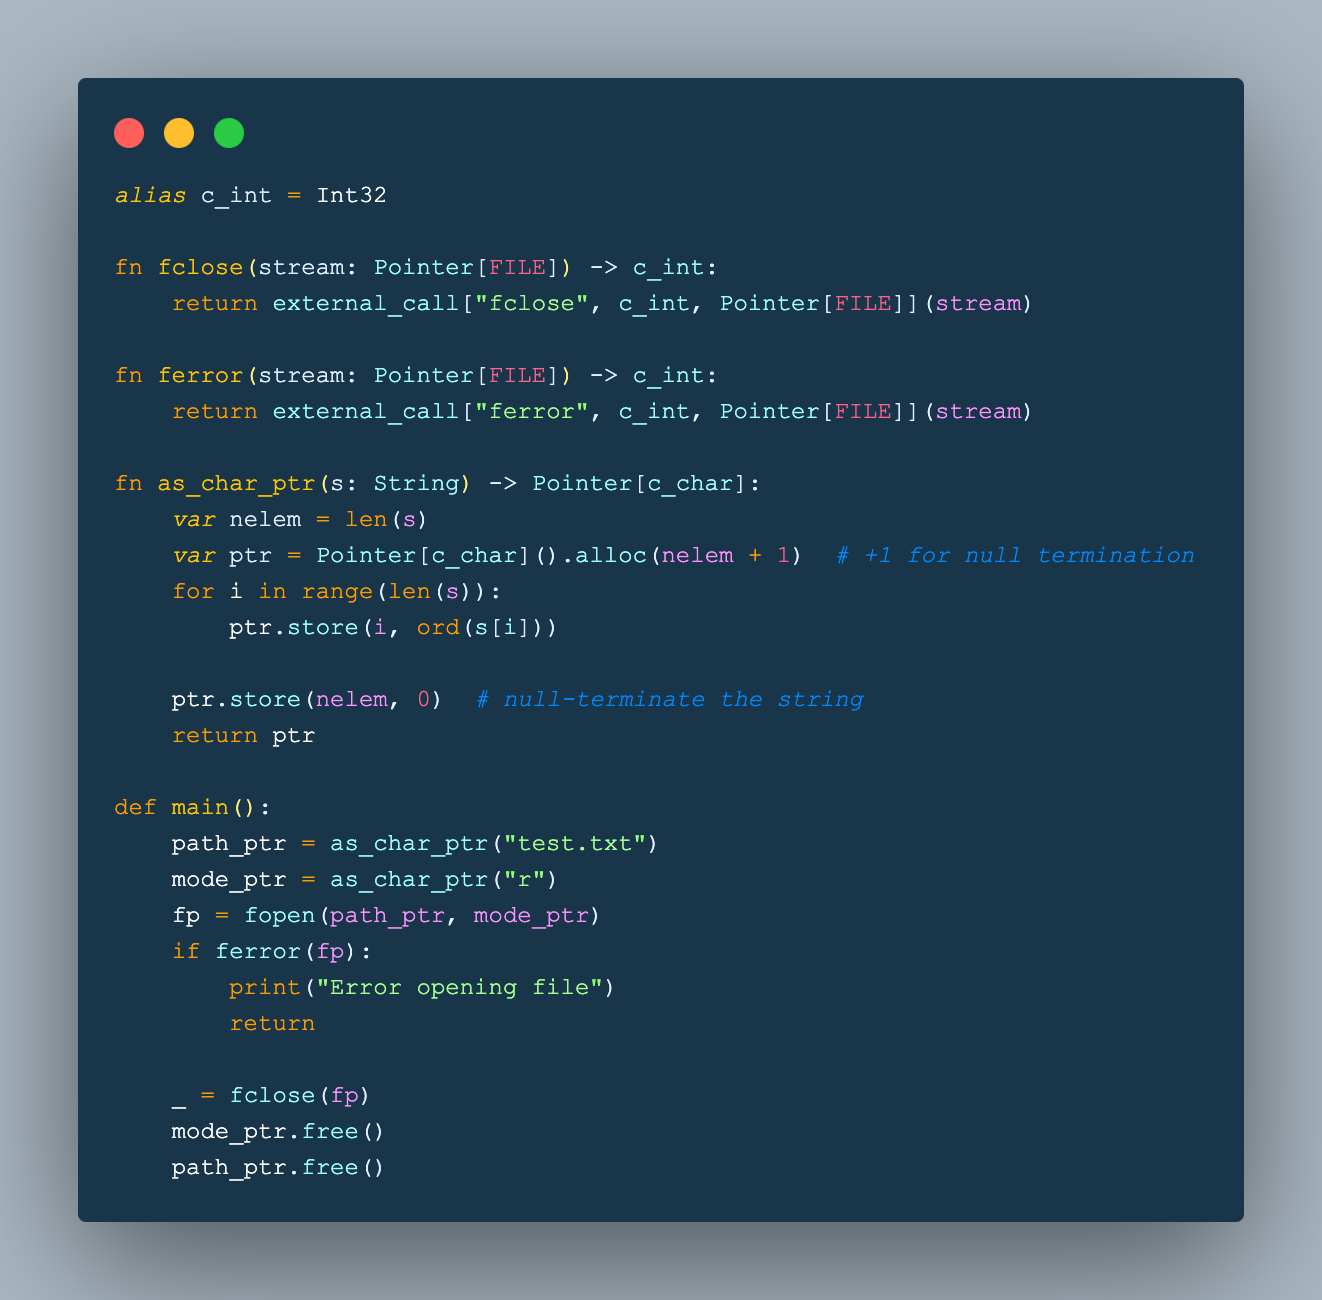 alias c_int = Int32

fn fclose(stream: Pointer[FILE]) -> c_int:
    return external_call["fclose", c_int, Pointer[FILE]](stream)

fn ferror(stream: Pointer[FILE]) -> c_int:
    return external_call["ferror", c_int, Pointer[FILE]](stream)

fn as_char_ptr(s: String) -> Pointer[c_char]:
    var nelem = len(s)
    var ptr = Pointer[c_char]().alloc(nelem + 1)  # +1 for null termination
    for i in range(len(s)):
        ptr.store(i, ord(s[i]))

    ptr.store(nelem, 0)  # null-terminate the string
    return ptr

def main():
    path_ptr = as_char_ptr("test.txt")
    mode_ptr = as_char_ptr("r")
    fp = fopen(path_ptr, mode_ptr)
    if ferror(fp):
        print("Error opening file")
        return

    _ = fclose(fp)
    mode_ptr.free()
    path_ptr.free()